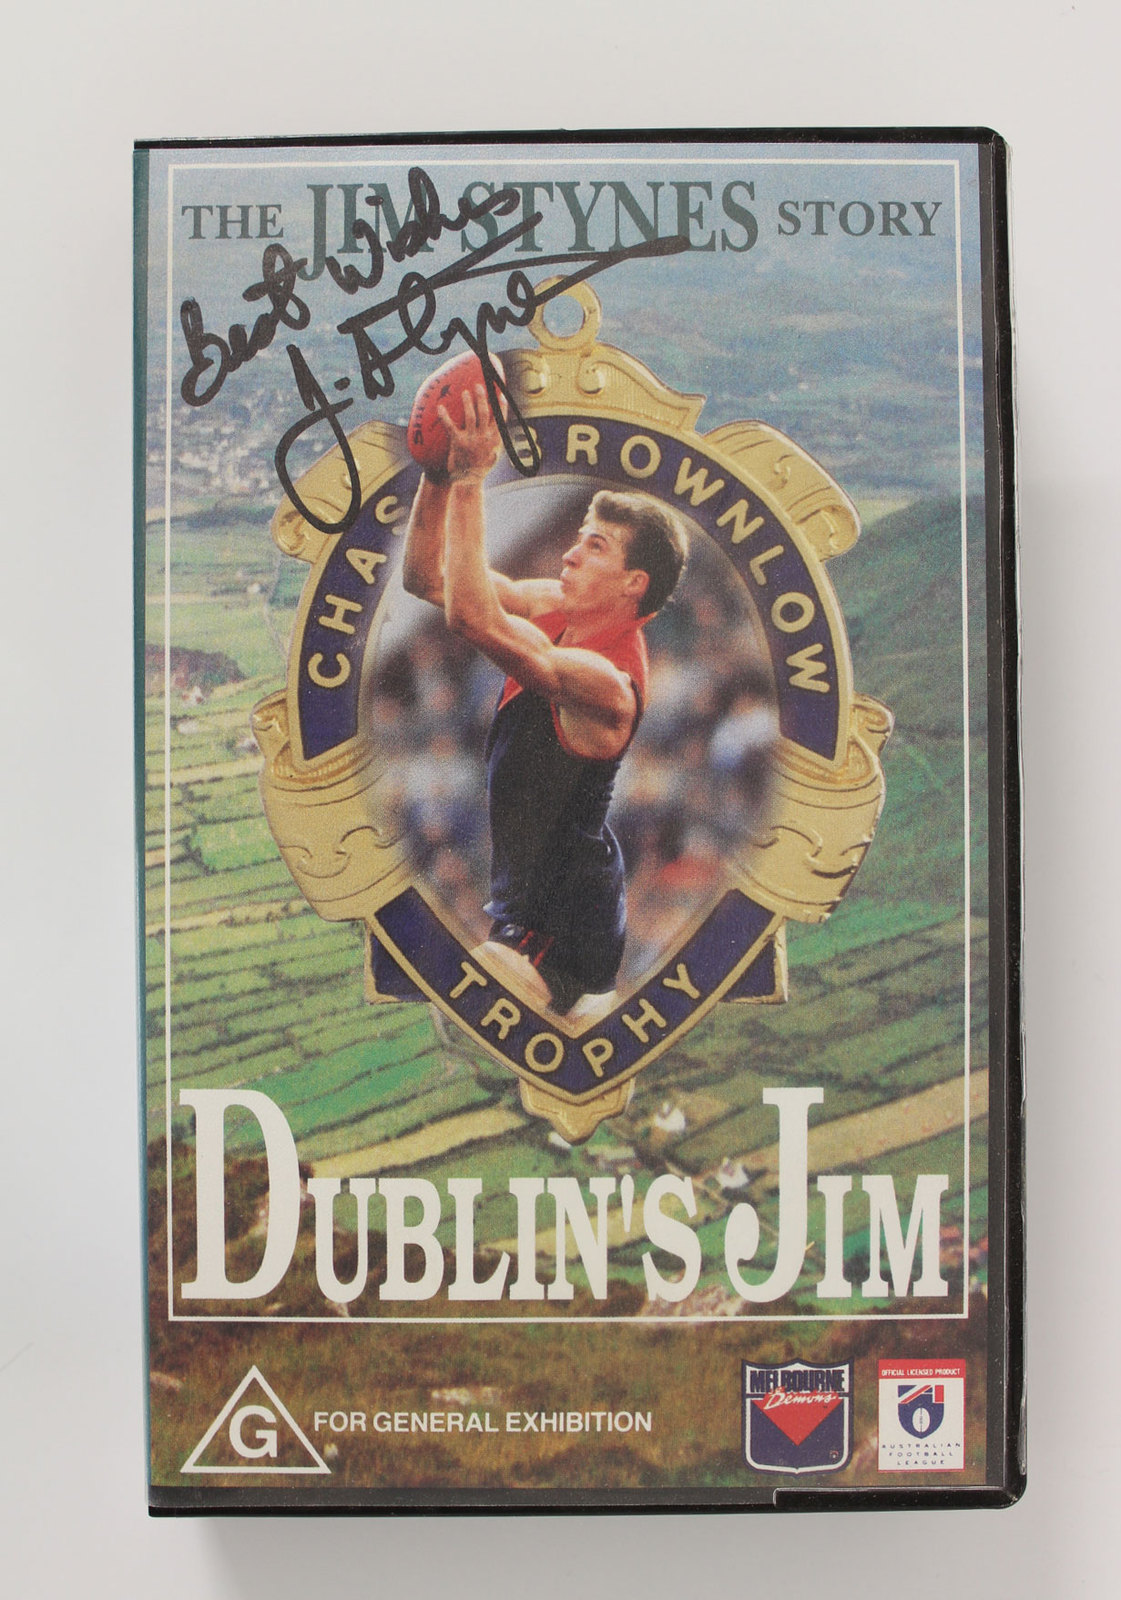 THE JIM STYNES STORY
Best Wishes
J. Stynes
CHAS BROWNLOW
TROPHY
DUBLIN'S JIM
G FOR GENERAL EXHIBITION
MELBOURNE
Demons
OFFICIAL LICENSED PRODUCT
AUSTRALIAN
FOOTBALL
LEAGUE